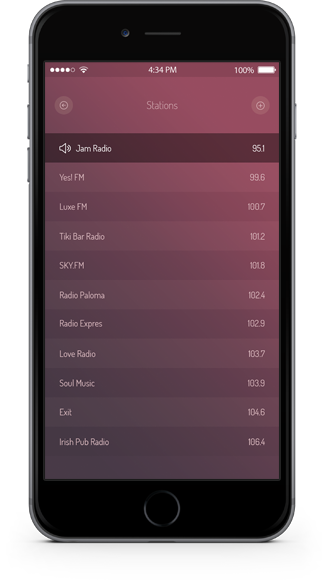 4:34 PM 100%
Stations
Jam Radio 95.1
Yes! FM 99.6
Luxe FM 100.7
Tiki Bar Radio 101.2
SKY.FM 101.8
Radio Paloma 102.4
Radio Expres 102.9
Love Radio 103.7
Soul Music 103.9
Exit 104.6
Irish Pub Radio 106.4